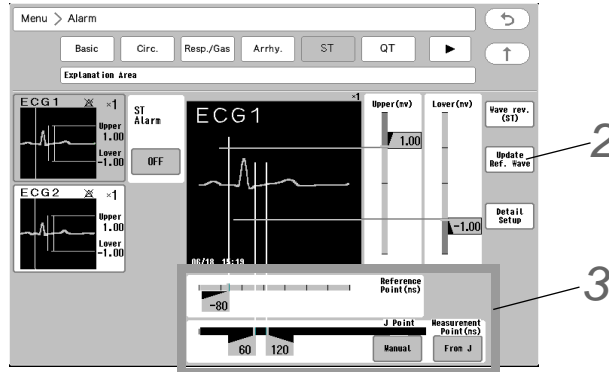 Menu > Alarm
Basic Circ. Resp./Gas Arrhy. ST QT
Explanation Area
ECG1 ×1
Upper
1.00
Lower
-1.00
ST
Alarm
OFF
ECG2 ×1
Upper
1.00
Lower
-1.00
×1
ECG1
06/18 15:19
Upper(mv) Lower(mv)
1.00
-1.00
Wave rev.
(ST)
Update
Ref. Wave
Detail
Setup
2
Reference
Point(ms)
-80
J Point Measurement
Point(ms)
60 120 Manual From J
3